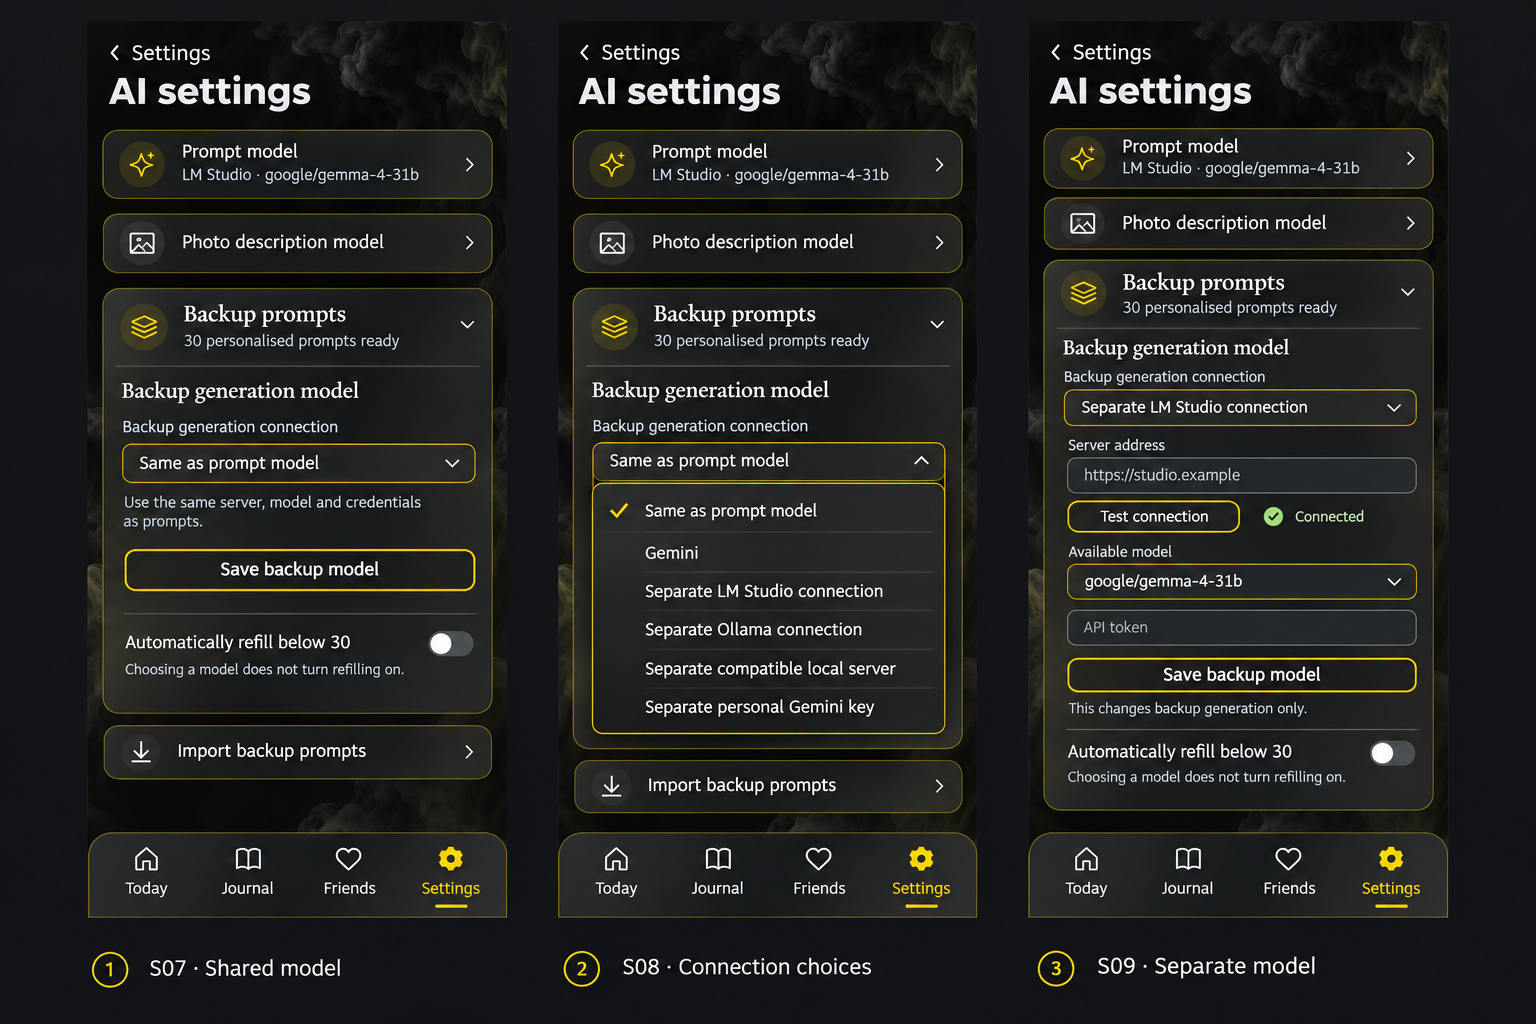 Settings
AI settings
Prompt model
LM Studio · google/gemma-4-31b
Photo description model
Backup prompts
30 personalised prompts ready
Backup generation model
Backup generation connection
Same as prompt model
Use the same server, model and credentials
as prompts.
Save backup model
Automatically refill below 30
Choosing a model does not turn refilling on.
Import backup prompts
Today
Journal
Friends
Settings
1 S07 · Shared model
Settings
AI settings
Prompt model
LM Studio · google/gemma-4-31b
Photo description model
Backup prompts
30 personalised prompts ready
Backup generation model
Backup generation connection
Same as prompt model
Same as prompt model
Gemini
Separate LM Studio connection
Separate Ollama connection
Separate compatible local server
Separate personal Gemini key
Import backup prompts
Today
Journal
Friends
Settings
2 S08 · Connection choices
Settings
AI settings
Prompt model
LM Studio · google/gemma-4-31b
Photo description model
Backup prompts
30 personalised prompts ready
Backup generation model
Backup generation connection
Separate LM Studio connection
Server address
https://studio.example
Test connection
Connected
Available model
google/gemma-4-31b
API token
Save backup model
This changes backup generation only.
Automatically refill below 30
Choosing a model does not turn refilling on.
Today
Journal
Friends
Settings
3 S09 · Separate model